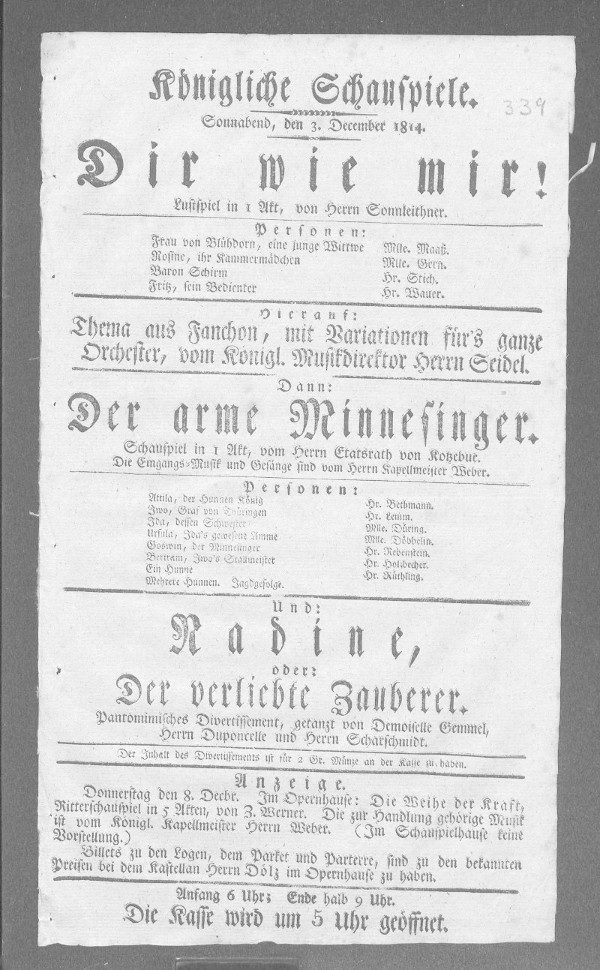 Königliche Schauspiele.
339
Sonnabend, den 3. December 1814.
Dir wie mir!
Lustspiel in 1 Akt, von Herrn Sonnleithner.
Personen:
Frau von Blühdorn, eine junge Wittwe Mlle. Maaß.
Rosine, ihr Kammermädchen Mlle. Gern.
Baron Schirm Hr. Stich.
Fritz, sein Bedienter Hr. Wauer.
Hierauf:
Thema aus Fanchon, mit Variationen für's ganze
Orchester, vom Königl. Musikdirektor Herrn Seidel.
Dann:
Der arme Minnesinger.
Schauspiel in 1 Akt, vom Herrn Etatsrath von Kotzebue.
Die Eingangs-Musik und Gesänge sind vom Herrn Kapellmeister Weber.
Personen:
Attila, der Hunnen König Hr. Bethmann.
Iwo, Graf von Thüringen Hr. Lemm.
Ida, dessen Schwester Mlle. Düring.
Ursula, Ida's gewesene Amme Mlle. Döbbelin.
Goswin, der Minnesinger Hr. Rebenstein.
Bertram, Iwo's Stallmeister Hr. Holzbecher.
Ein Hunne Hr. Rüthling.
Mehrere Hunnen. Jagdgefolge.
Und:
Nadine,
oder:
Der verliebte Zauberer.
Pantomimisches Divertissement, getanzt von Demoiselle Gemmel,
Herrn Duponcelle und Herrn Scharschmidt.
Der Inhalt des Divertissements ist für 2 Gr. Münze an der Kasse zu haben.
Anzeige.
Donnerstag den 8. Decbr. Im Opernhause: Die Weihe der Kraft,
Ritterschauspiel in 5 Akten, von Z. Werner. Die zur Handlung gehörige Musik
ist vom Königl. Kapellmeister Herrn Weber. (Im Schauspielhause keine
Vorstellung.)
Billets zu den Logen, dem Parket und Parterre, sind zu den bekannten
Preisen bei dem Kastellan Herrn Dölz im Opernhause zu haben.
Anfang 6 Uhr; Ende halb 9 Uhr.
Die Kasse wird um 5 Uhr geöffnet.